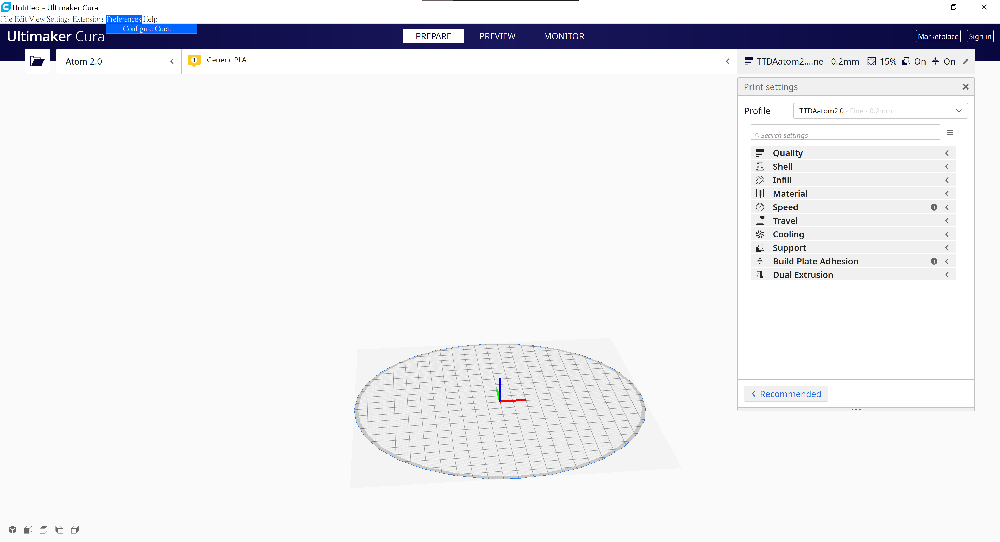 Untitled - Ultimaker Cura
File Edit View Settings Extensions Preferences Help
Configure Cura...
Ultimaker Cura
PREPARE PREVIEW MONITOR
Marketplace Sign in
Atom 2.0
1 Generic PLA
TTDAatom2....ne - 0.2mm 15% On On
Print settings
Profile TTDAatom2.0 - Fine - 0.2mm
Search settings
Quality
Shell
Infill
Material
Speed
Travel
Cooling
Support
Build Plate Adhesion
Dual Extrusion
Recommended